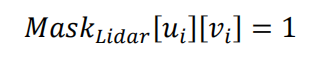 Mask_{Lidar}[u_i][v_i] = 1